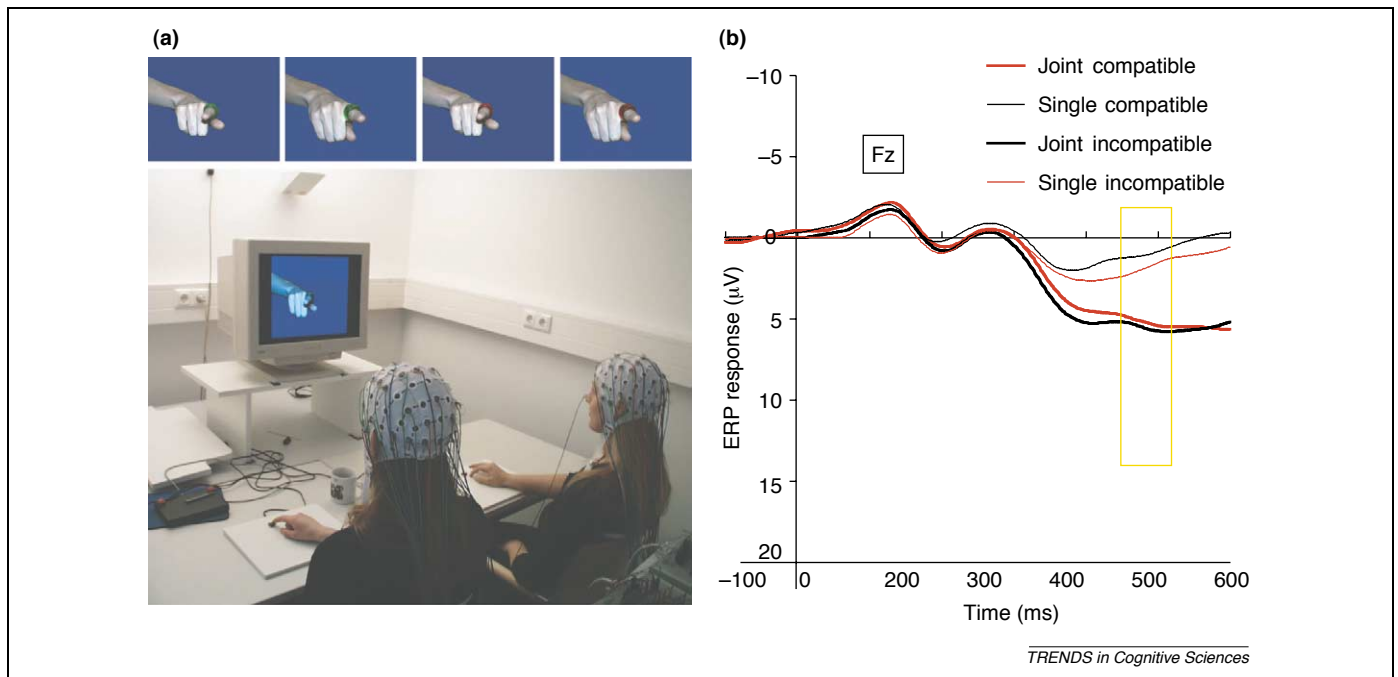 (a)
(b)
−10
−5
0
5
10
15
20
ERP response (μV)
Fz
Joint compatible
Single compatible
Joint incompatible
Single incompatible
−100 0 200 300 400 500 600
Time (ms)
TRENDS in Cognitive Sciences